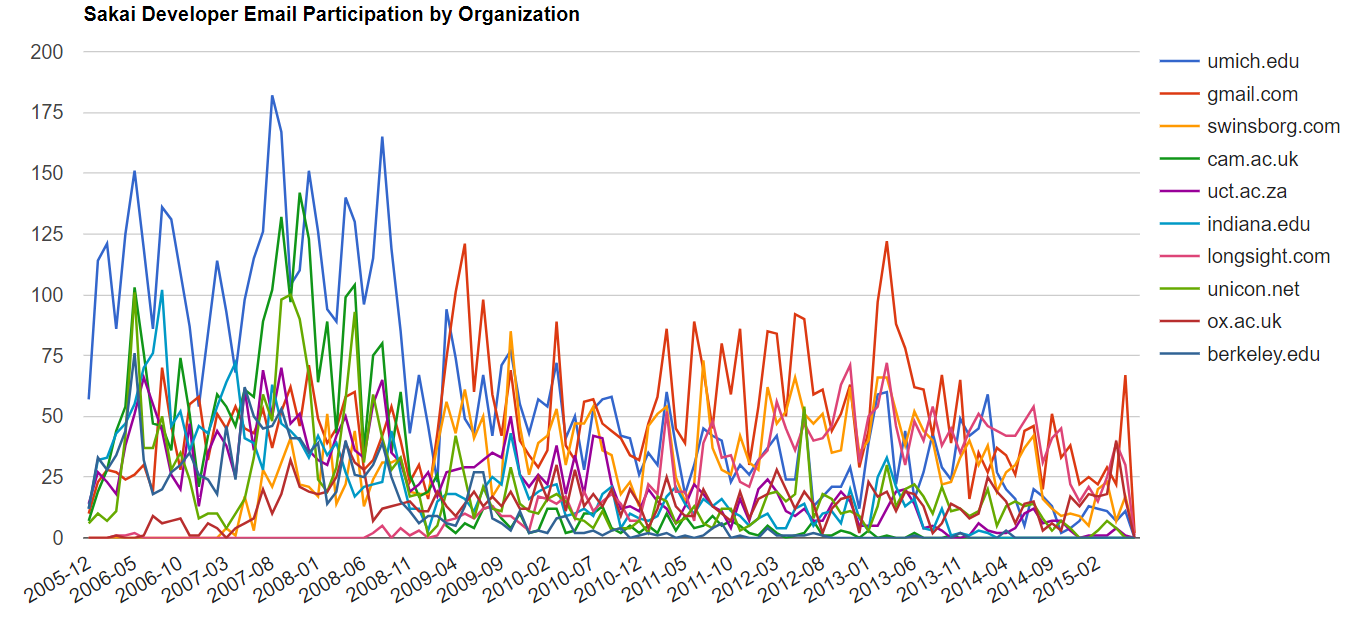 Sakai Developer Email Participation by Organization
200
175
150
125
100
75
50
25
0
2005-12
2006-05
2006-10
2007-03
2007-08
2008-01
2008-06
2008-11
2009-04
2009-09
2010-02
2010-07
2010-12
2011-05
2011-10
2012-03
2012-08
2013-01
2013-06
2013-11
2014-04
2014-09
2015-02
umich.edu
gmail.com
swinsborg.com
cam.ac.uk
uct.ac.za
indiana.edu
longsight.com
unicon.net
ox.ac.uk
berkeley.edu